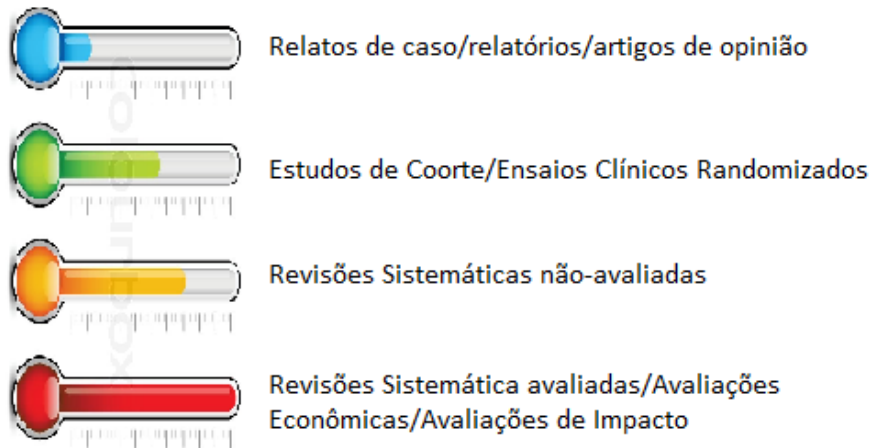 Relatos de caso/relatórios/artigos de opinião
Estudos de Coorte/Ensaios Clínicos Randomizados
Revisões Sistemáticas não-avaliadas
Revisões Sistemática avaliadas/Avaliações
Econômicas/Avaliações de Impacto
colourbox